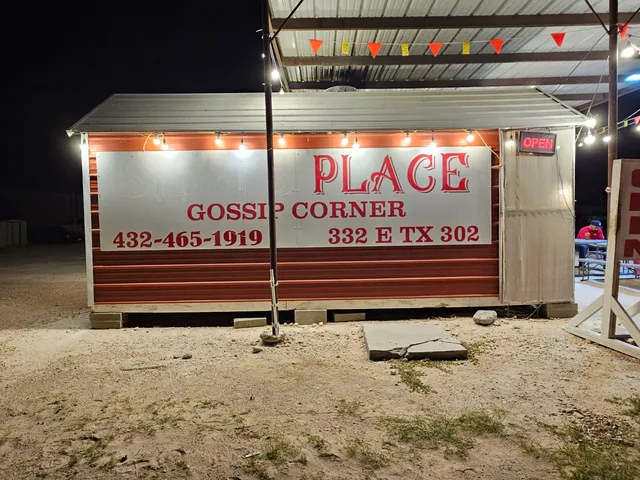 PLACE
GOSSIP CORNER
432-465-1919 332 E TX 302
OPEN